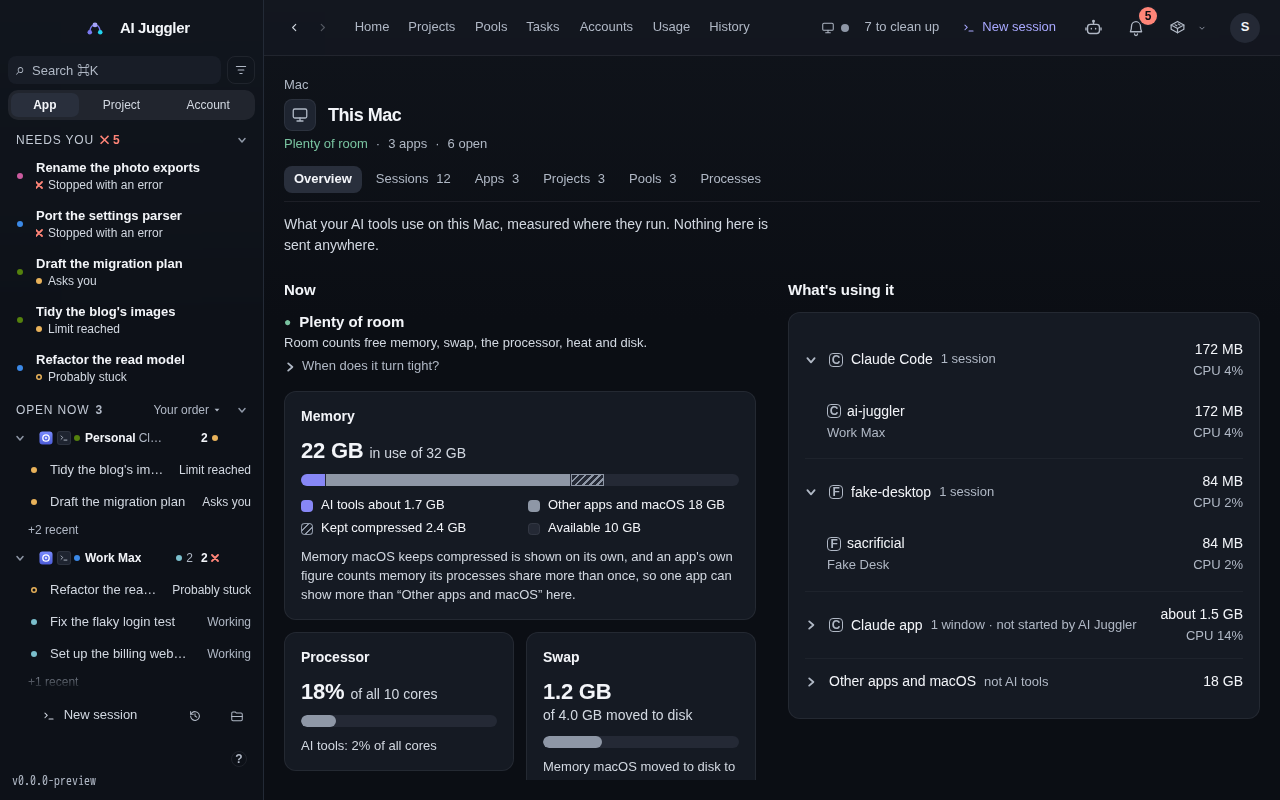 AI Juggler
Search ⌘K
App Project Account
NEEDS YOU 5
Rename the photo exports
Stopped with an error
Port the settings parser
Stopped with an error
Draft the migration plan
Asks you
Tidy the blog's images
Limit reached
Refactor the read model
Probably stuck
OPEN NOW 3 Your order
Personal Cl… 2
Tidy the blog's im… Limit reached
Draft the migration plan Asks you
+2 recent
Work Max 2 2
Refactor the rea… Probably stuck
Fix the flaky login test Working
Set up the billing web… Working
+1 recent
New session
?
v0.0.0-preview
Home Projects Pools Tasks Accounts Usage History
7 to clean up New session 5 S
Mac
This Mac
Plenty of room · 3 apps · 6 open
Overview Sessions 12 Apps 3 Projects 3 Pools 3 Processes
What your AI tools use on this Mac, measured where they run. Nothing here is
sent anywhere.
Now
Plenty of room
Room counts free memory, swap, the processor, heat and disk.
When does it turn tight?
Memory
22 GB in use of 32 GB
AI tools about 1.7 GB Other apps and macOS 18 GB
Kept compressed 2.4 GB Available 10 GB
Memory macOS keeps compressed is shown on its own, and an app's own
figure counts memory its processes share more than once, so one app can
show more than “Other apps and macOS” here.
Processor
18% of all 10 cores
AI tools: 2% of all cores
Swap
1.2 GB
of 4.0 GB moved to disk
Memory macOS moved to disk to
What's using it
C Claude Code 1 session 172 MB
CPU 4%
C ai-juggler 172 MB
Work Max CPU 4%
F fake-desktop 1 session 84 MB
CPU 2%
F sacrificial 84 MB
Fake Desk CPU 2%
C Claude app 1 window · not started by AI Juggler about 1.5 GB
CPU 14%
Other apps and macOS not AI tools 18 GB